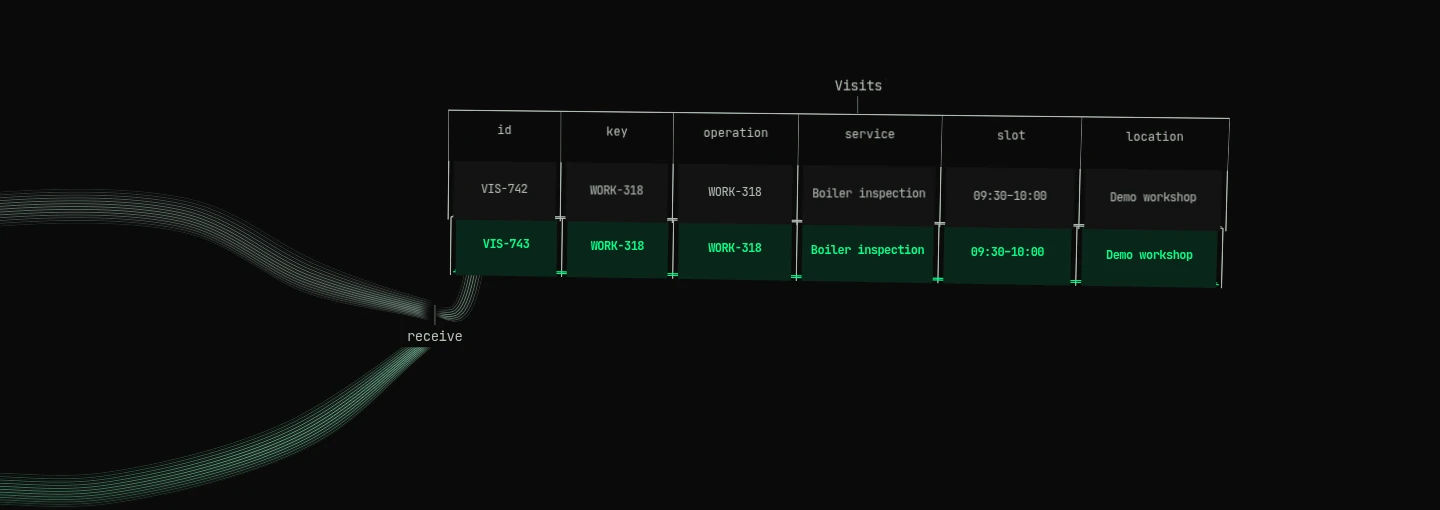 Visits
id key operation service slot location
VIS-742 WORK-318 WORK-318 Boiler inspection 09:30-10:00 Demo workshop
VIS-743 WORK-318 WORK-318 Boiler inspection 09:30-10:00 Demo workshop
receive